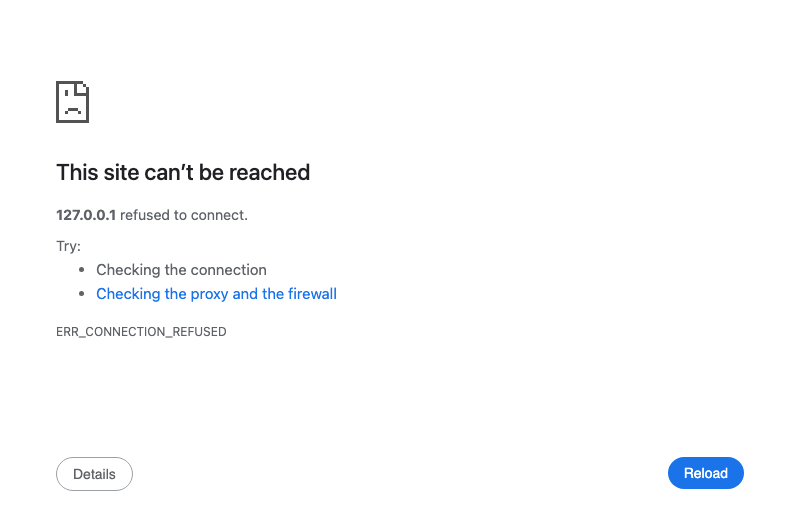 This site can’t be reached
127.0.0.1 refused to connect.
Try:
Checking the connection
Checking the proxy and the firewall
ERR_CONNECTION_REFUSED
Details
Reload